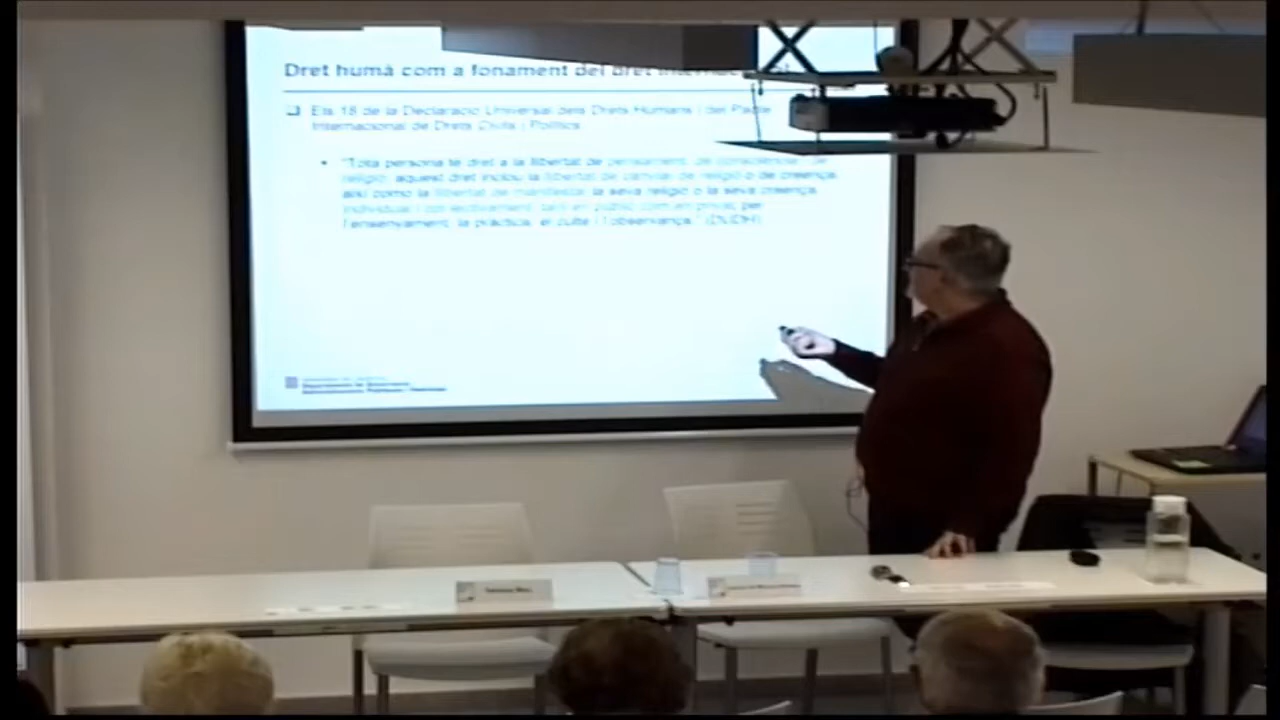 Dret humà com a fonament del dret internacional
❑ Els 18 de la Declaració Universal dels Drets Humans i del Pacte
Internacional de Drets Civils i Polítics
• "Tota persona té dret a la llibertat de pensament, de consciència i de
religió; aquest dret inclou la llibertat de canviar de religió o de creença,
així como la llibertat de manifestar la seva religió o la seva creença,
individual i col·lectivament, tant en públic com en privat, per
l'ensenyament, la pràctica, el culte i l'observança." (DUDH)